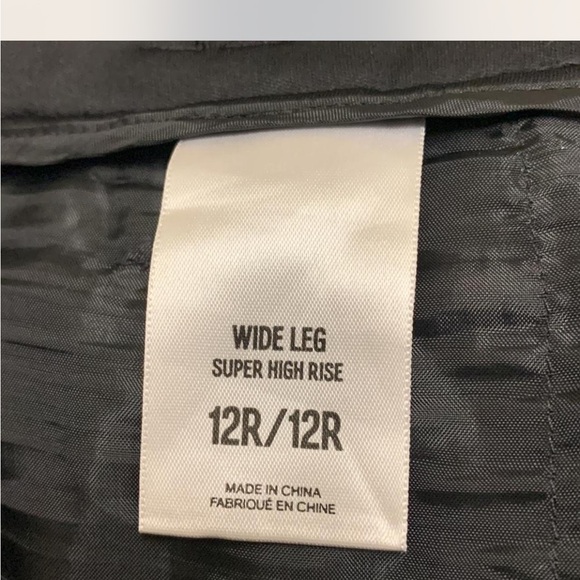 WIDE LEG
SUPER HIGH RISE
12R/12R
MADE IN CHINA
FABRIQUÉ EN CHINE